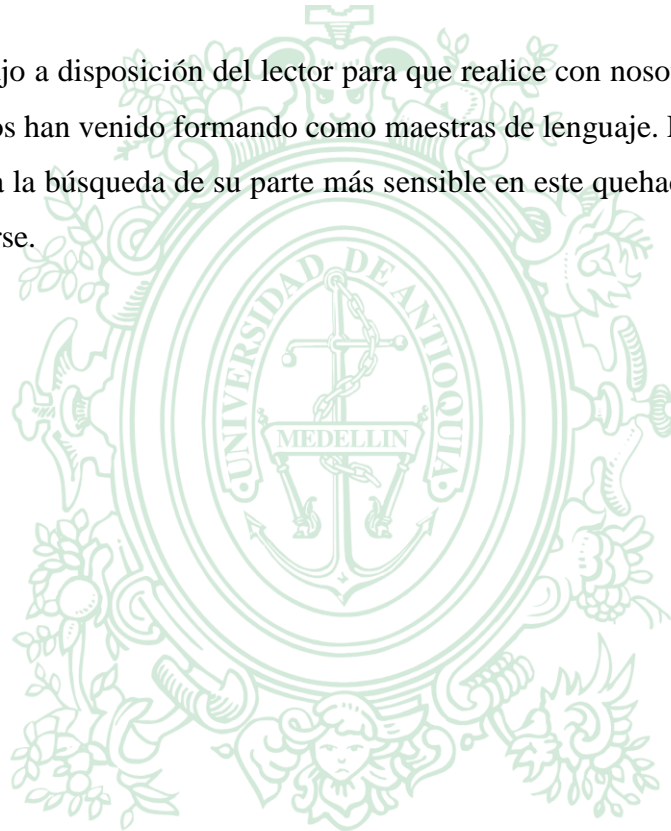 jo a disposición del lector para que realice con noso
os han venido formando como maestras de lenguaje.
a la búsqueda de su parte más sensible en este queha
rse.
UNIVERSIDAD DE ANTIOQUIA
MEDELLIN